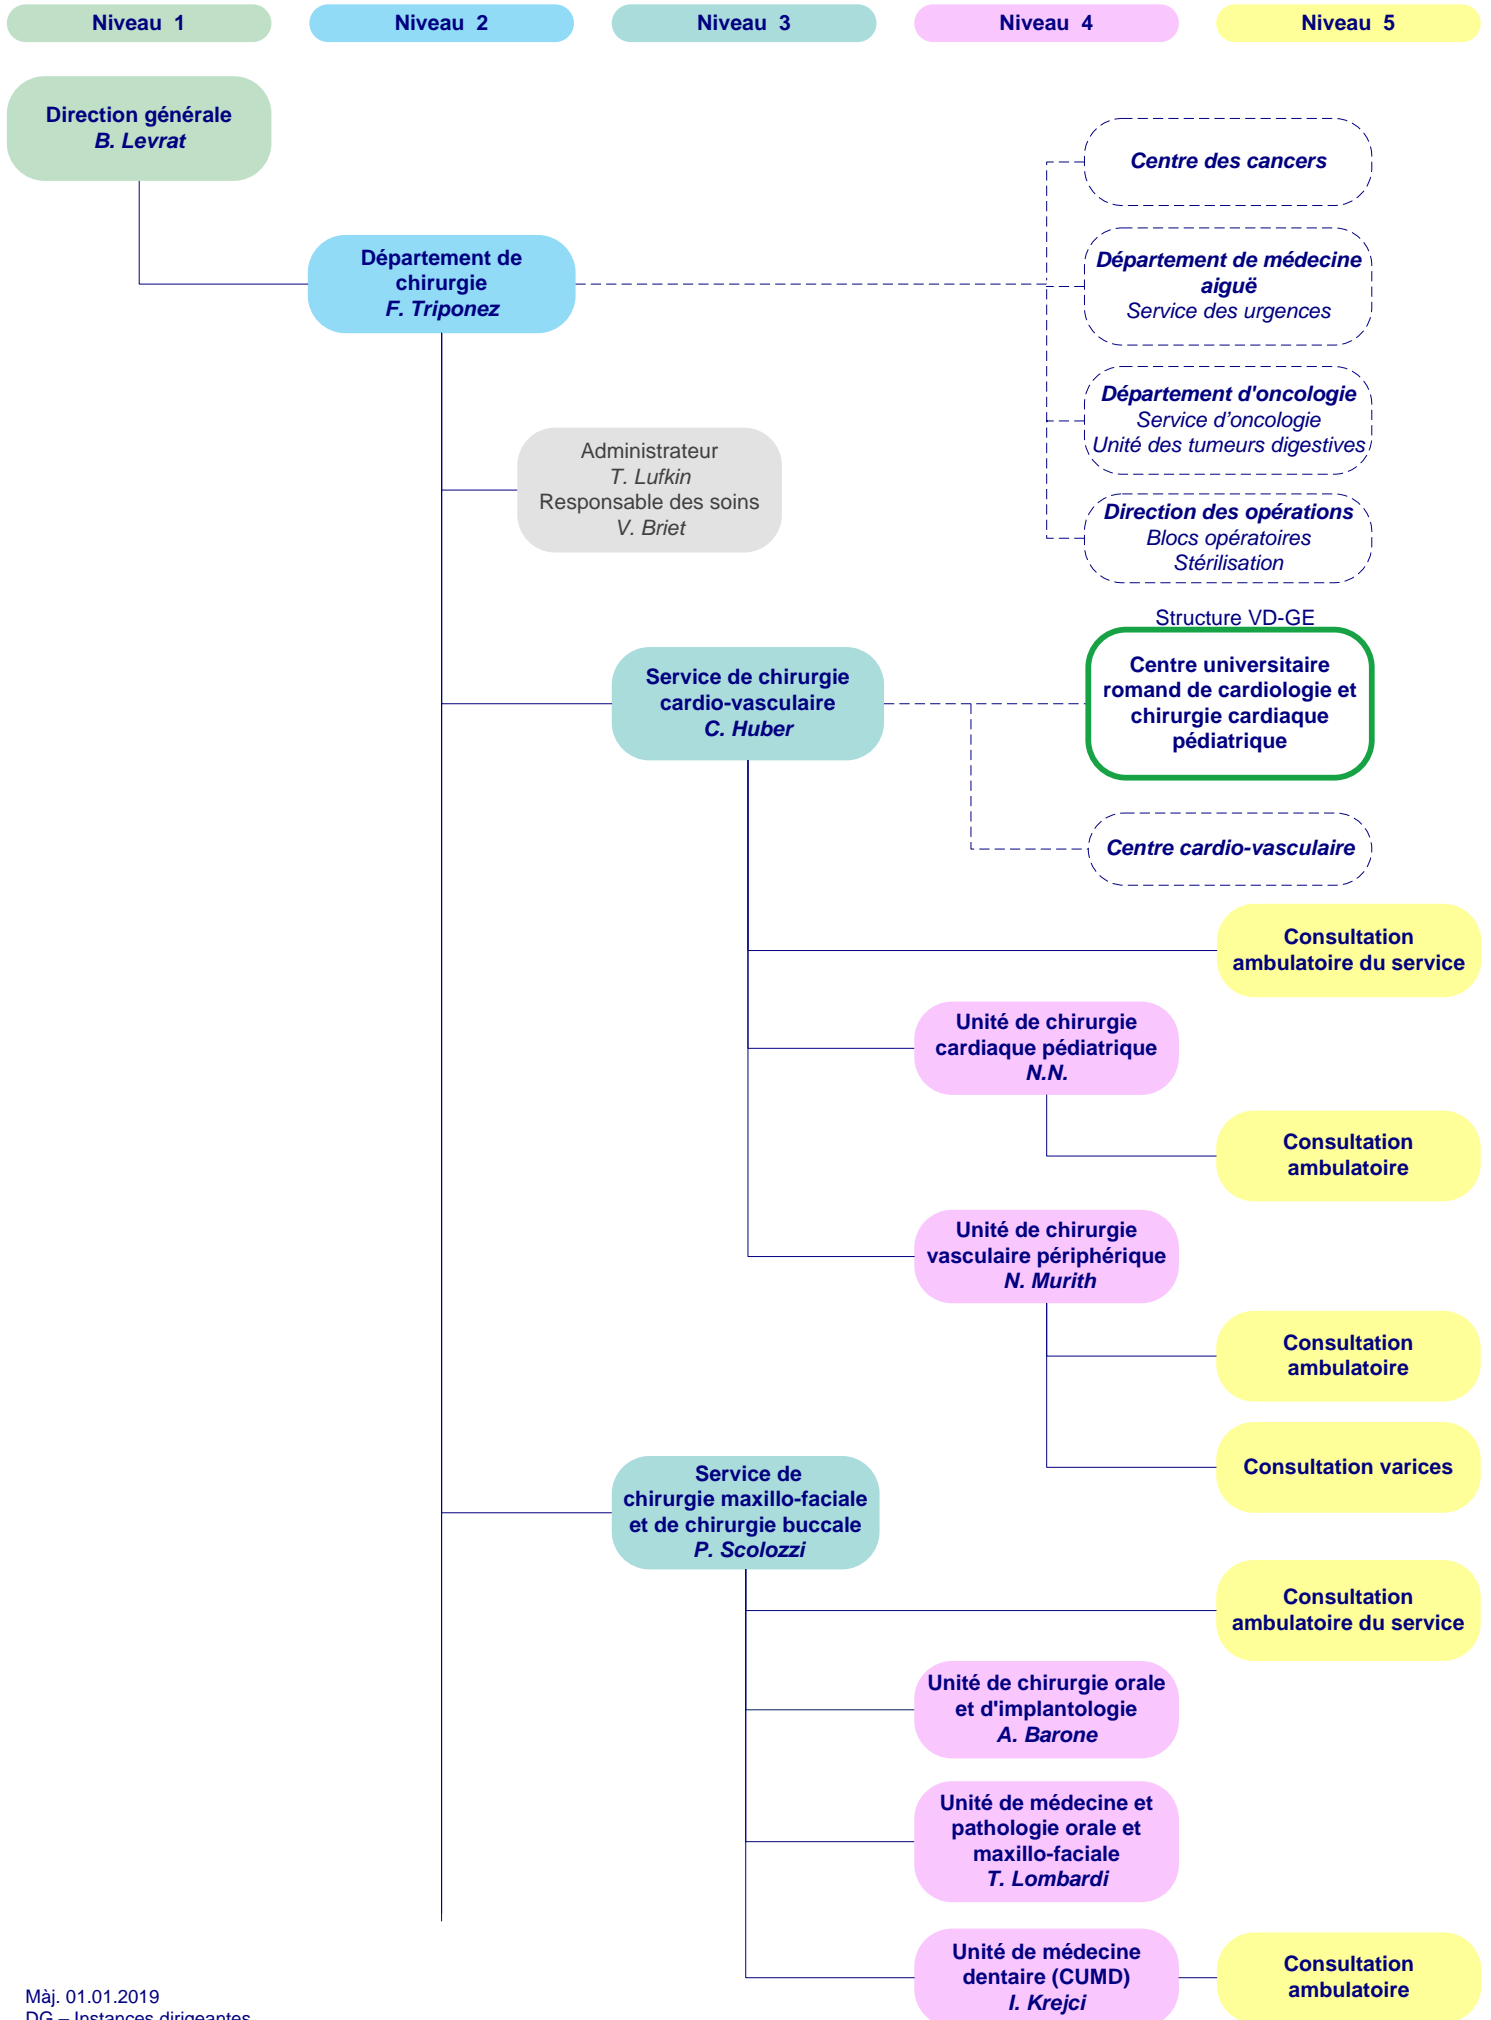 Niveau 1
Niveau 2
Niveau 3
Niveau 4
Niveau 5
Direction générale
B. Levrat
Centre des cancers
Département de
chirurgie
F. Triponez
Département de médecine
aiguë
Service des urgences
Département d'oncologie
Service d’oncologie
Unité des tumeurs digestives
Administrateur
T. Lufkin
Responsable des soins
V. Briet
Direction des opérations
Blocs opératoires
Stérilisation
Structure VD-GE
Service de chirurgie
cardio-vasculaire
C. Huber
Centre universitaire
romand de cardiologie et
chirurgie cardiaque
pédiatrique
Centre cardio-vasculaire
Consultation
ambulatoire du service
Unité de chirurgie
cardiaque pédiatrique
N.N.
Consultation
ambulatoire
Unité de chirurgie
vasculaire périphérique
N. Murith
Consultation
ambulatoire
Consultation varices
Service de
chirurgie maxillo-faciale
et de chirurgie buccale
P. Scolozzi
Consultation
ambulatoire du service
Unité de chirurgie orale
et d'implantologie
A. Barone
Unité de médecine et
pathologie orale et
maxillo-faciale
T. Lombardi
Unité de médecine
dentaire (CUMD)
I. Krejci
Consultation
ambulatoire
Màj. 01.01.2019
DG – Instances dirigeantes